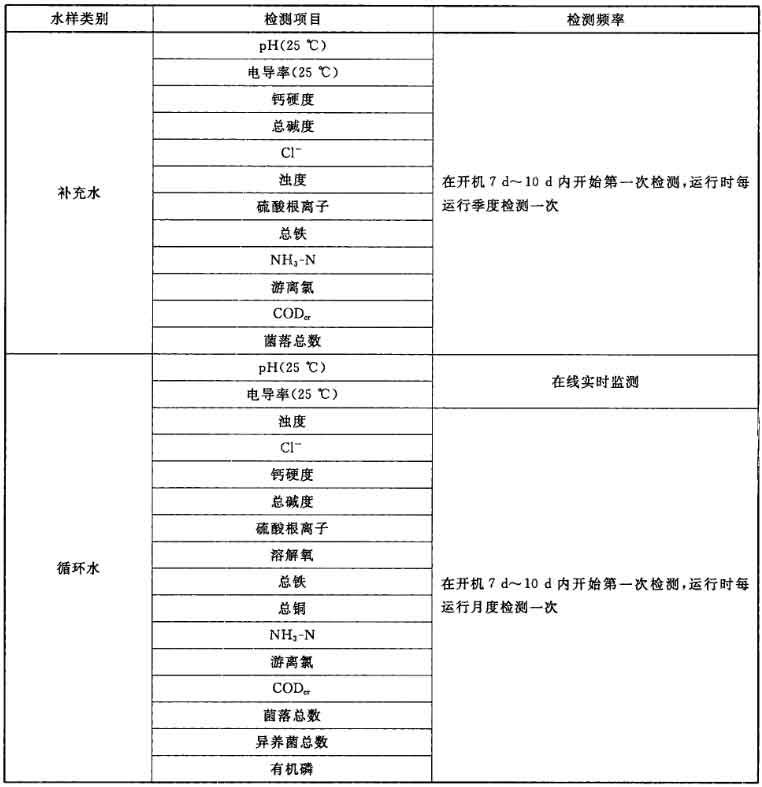 水样类别 检测项目 检测频率
补充水
pH(25 ℃)
电导率(25 ℃)
钙硬度
总碱度
Cl⁻
浊度
硫酸根离子
总铁
NH₃-N
游离氯
CODcr
菌落总数
在开机7 d～10 d内开始第一次检测,运行时每
运行季度检测一次
循环水
pH(25 ℃)
电导率(25 ℃)
在线实时监测
浊度
Cl⁻
钙硬度
总碱度
硫酸根离子
溶解氧
总铁
总铜
NH₃-N
游离氯
CODcr
菌落总数
异养菌总数
有机磷
在开机7 d～10 d内开始第一次检测,运行时每
运行月度检测一次